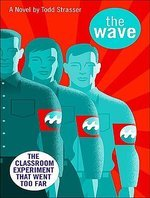 A Novel by Todd Strasser
the
wave
THE
CLASSROOM
EXPERIMENT
THAT WENT
TOO FAR